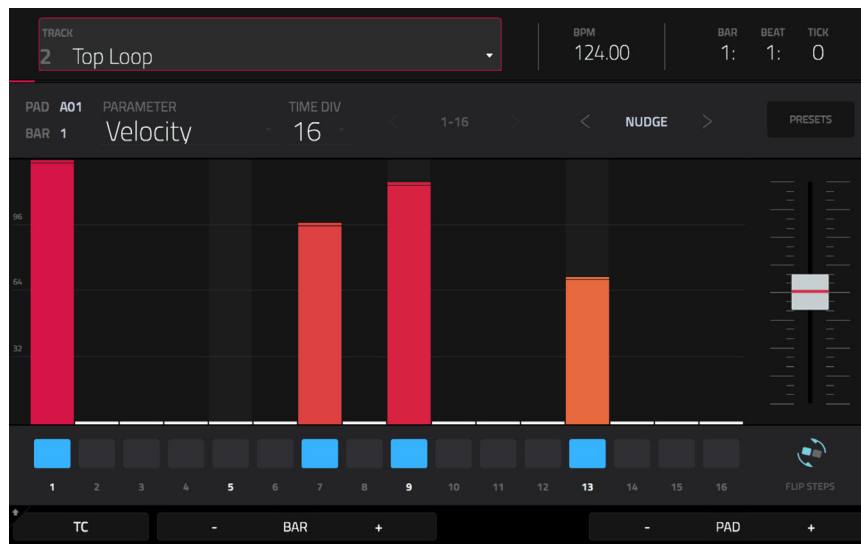 TRACK
2 Top Loop
BPM
124.00
BAR BEAT TICK
1: 1: 0
PAD A01
BAR 1
PARAMETER
Velocity
TIME DIV
16
< 1-16 >
< NUDGE >
PRESETS
96
64
32
1 2 3 4 5 6 7 8 9 10 11 12 13 14 15 16
FLIP STEPS
TC - BAR + - PAD +